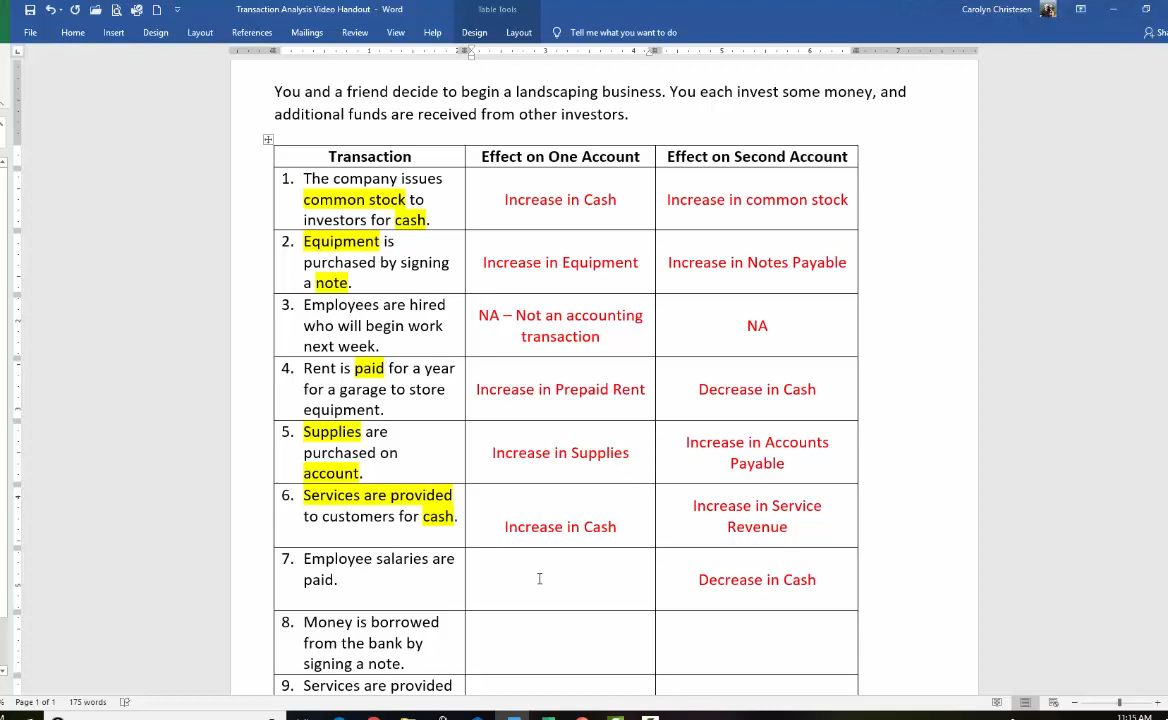 Transaction Analysis Video Handout - Word
Table Tools
Carolyn Christesen
File Home Insert Design Layout References Mailings Review View Help Design Layout Tell me what you want to do
You and a friend decide to begin a landscaping business. You each invest some money, and
additional funds are received from other investors.
Transaction Effect on One Account Effect on Second Account
1. The company issues
common stock to
investors for cash.
Increase in Cash
Increase in common stock
2. Equipment is
purchased by signing
a note.
Increase in Equipment
Increase in Notes Payable
3. Employees are hired
who will begin work
next week.
NA – Not an accounting
transaction
NA
4. Rent is paid for a year
for a garage to store
equipment.
Increase in Prepaid Rent
Decrease in Cash
5. Supplies are
purchased on
account.
Increase in Supplies
Increase in Accounts
Payable
6. Services are provided
to customers for cash.
Increase in Cash
Increase in Service
Revenue
7. Employee salaries are
paid.
Decrease in Cash
8. Money is borrowed
from the bank by
signing a note.
9. Services are provided
Page 1 of 1 175 words
11:15 AM